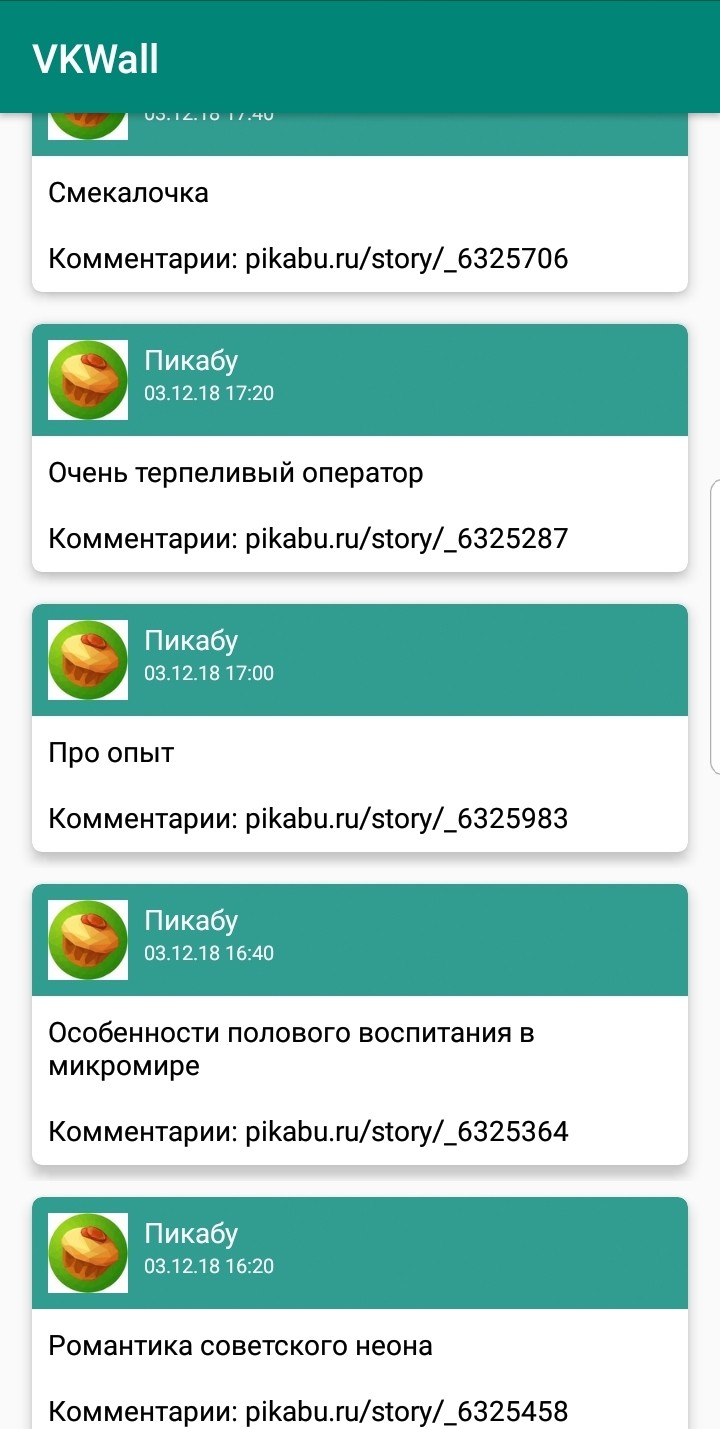 VKWall
03.12.18 17:40
Смекалочка
Комментарии: pikabu.ru/story/_6325706
Пикабу
03.12.18 17:20
Очень терпеливый оператор
Комментарии: pikabu.ru/story/_6325287
Пикабу
03.12.18 17:00
Про опыт
Комментарии: pikabu.ru/story/_6325983
Пикабу
03.12.18 16:40
Особенности полового воспитания в
микромире
Комментарии: pikabu.ru/story/_6325364
Пикабу
03.12.18 16:20
Романтика советского неона
Комментарии: pikabu.ru/story/_6325458